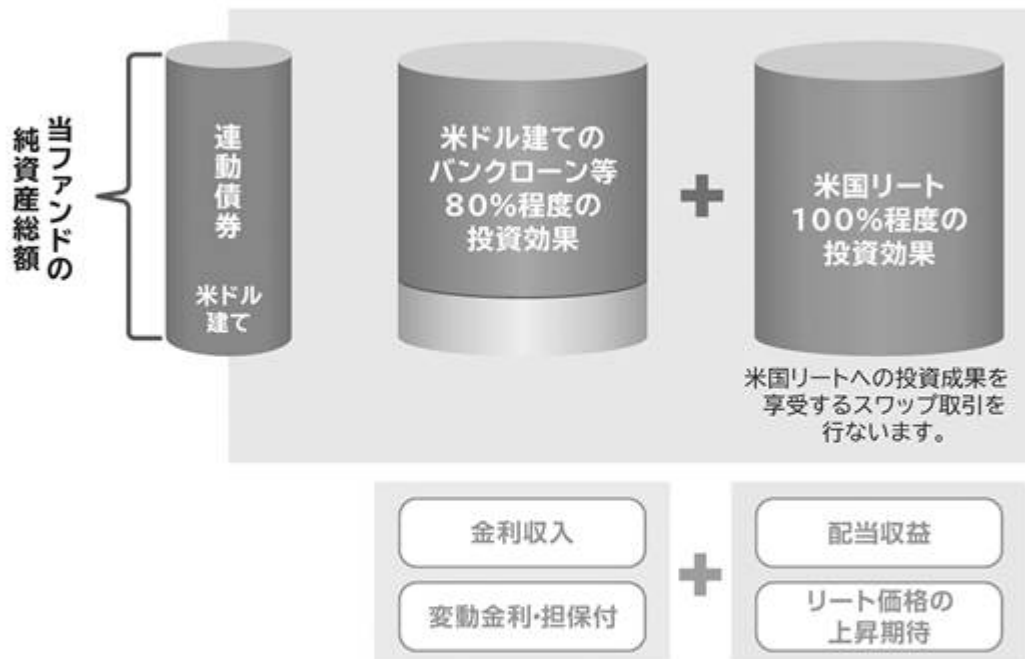 当ファンドの
純資産総額
連動債券
米ドル
建て
米ドル建ての
バンクローン等
80%程度の
投資効果
米国リート
100%程度の
投資効果
米国リートへの投資成果を
享受するスワップ取引を
行ないます。
金利収入
変動金利・担保付
配当収益
リート価格の
上昇期待